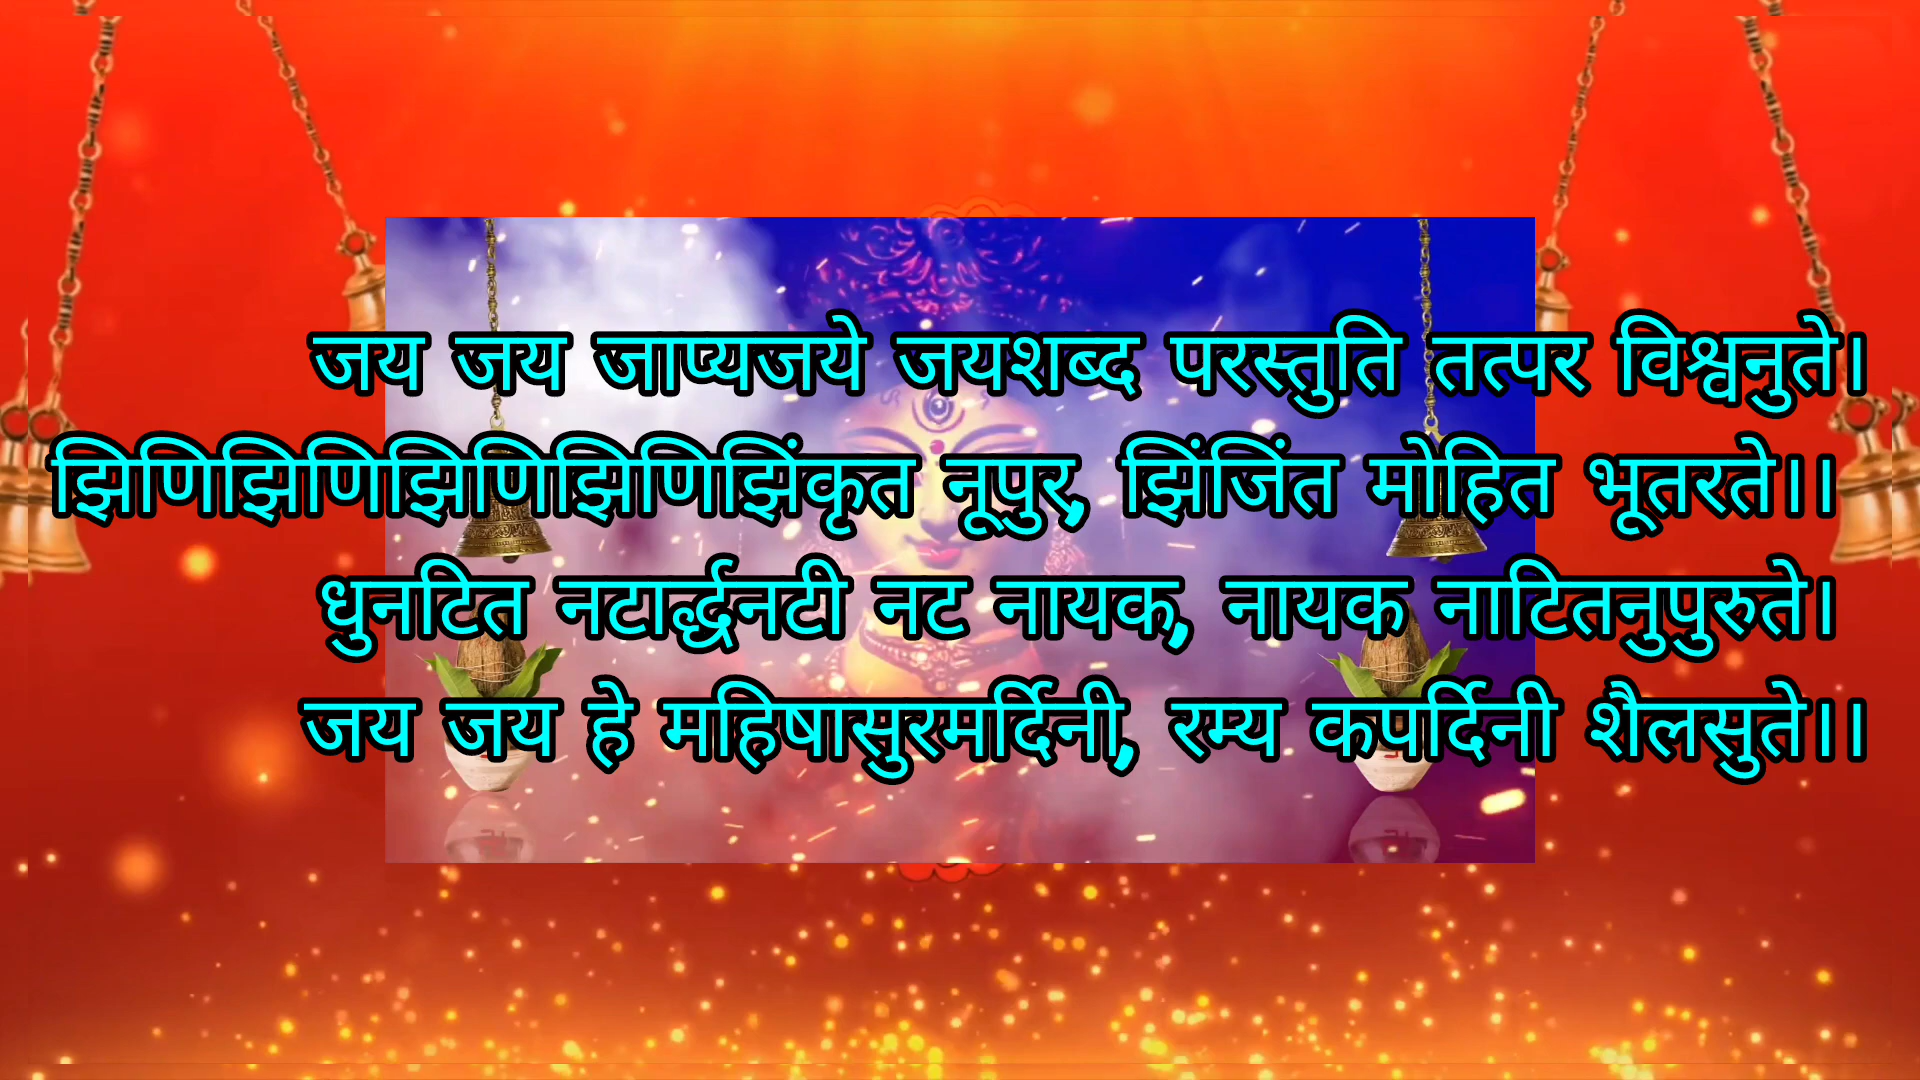 जय जय जाप्यजये जयशब्द परस्तुति तत्पर विश्वनुते।
झिणिझिणिझिणिझिणिझिंकृत नूपुर, झिंजिंत मोहित भूतरते।।
धुनटित नटार्द्धनटी नट नायक, नायक नाटितनुपुरुते।
जय जय हे महिषासुरमर्दिनी, रम्य कपर्दिनी शैलसुते।।